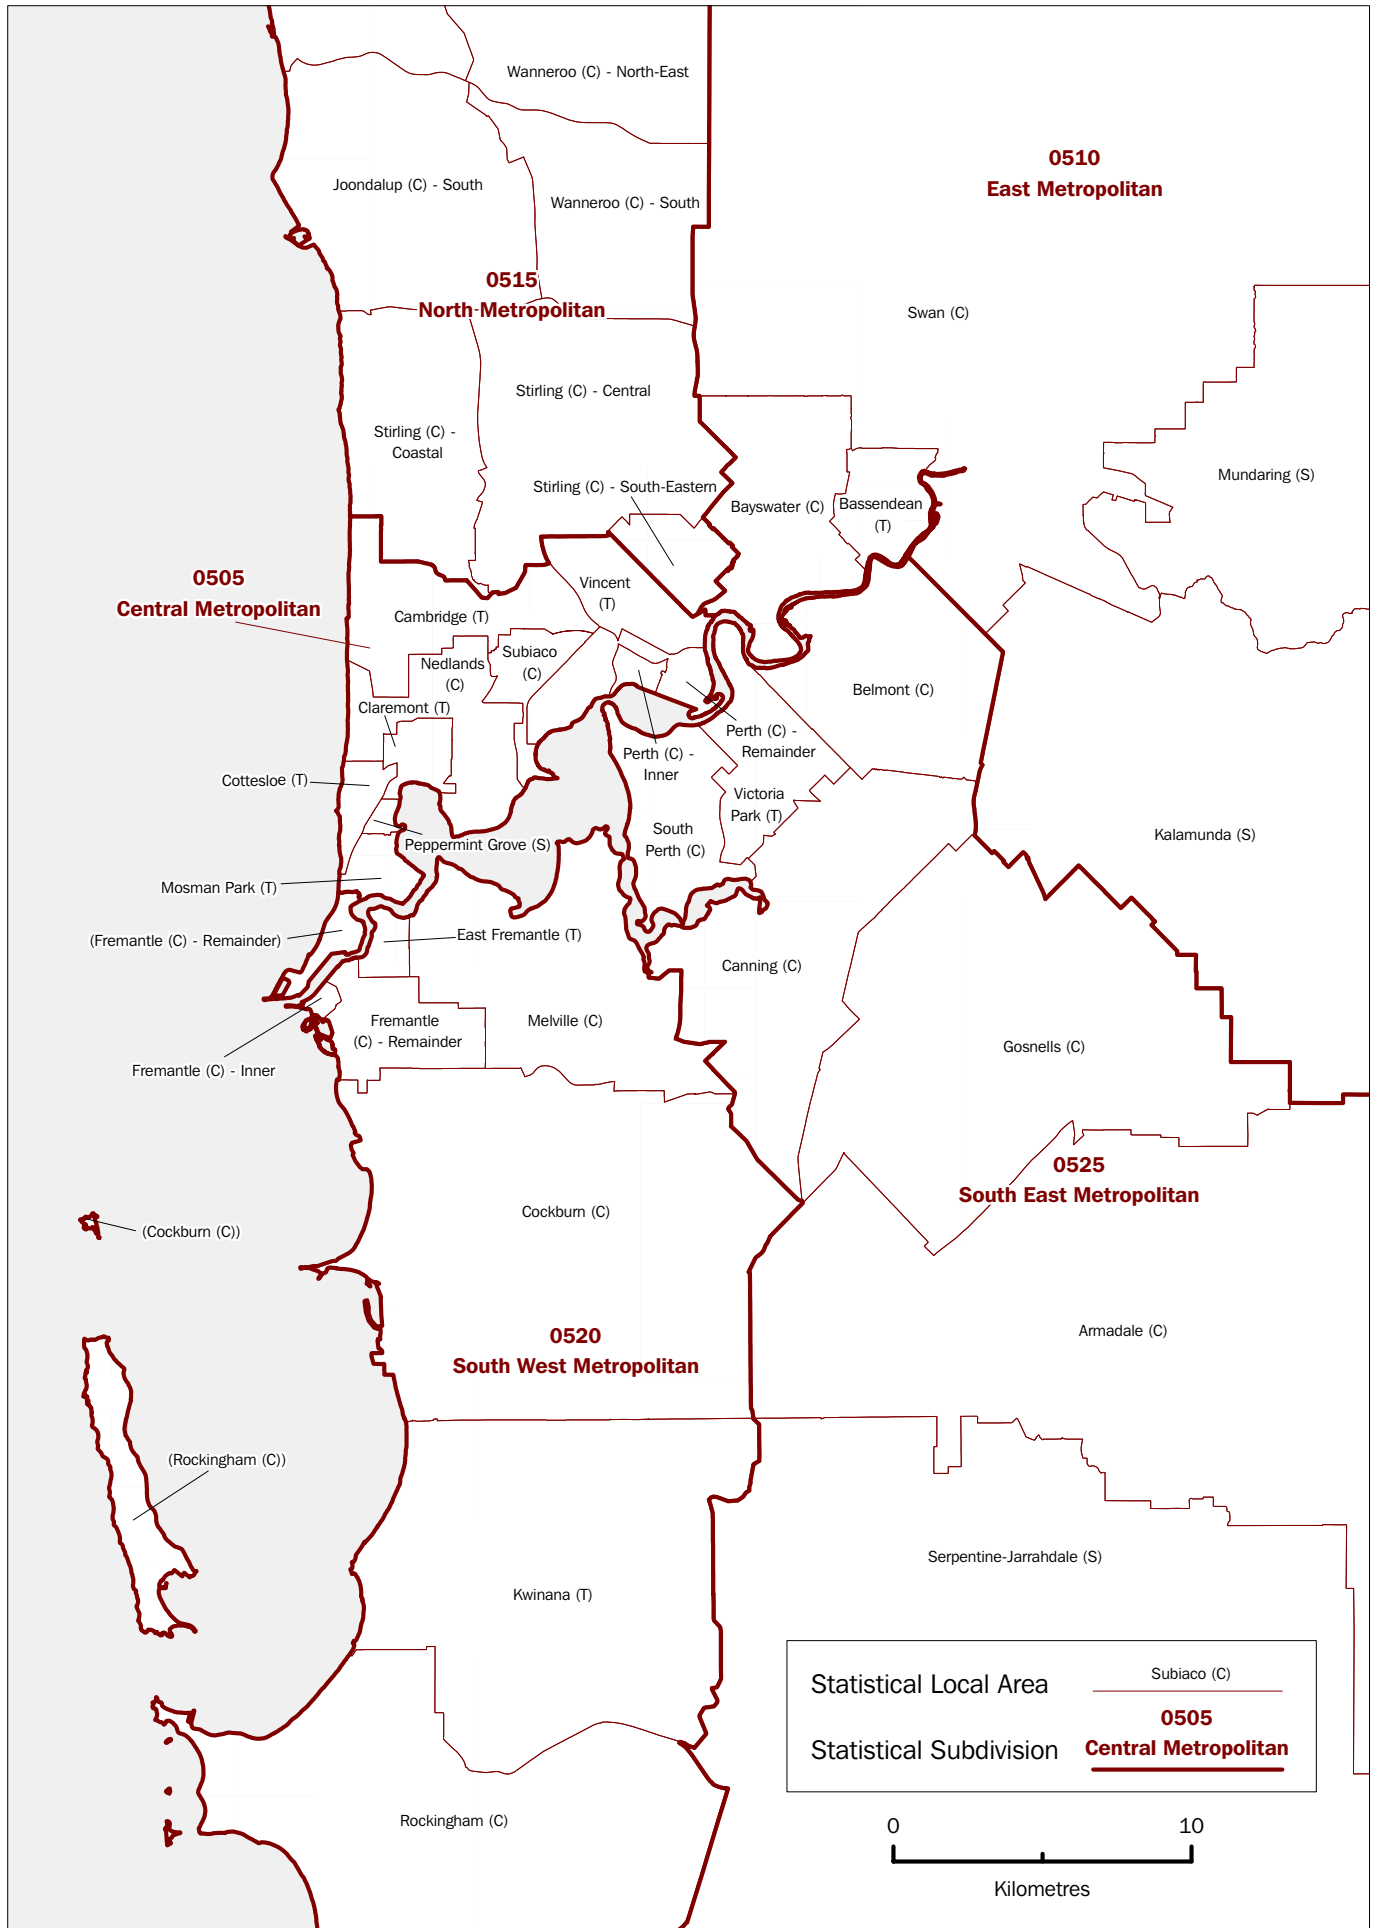 Wanneroo (C) - North-East
0510
East Metropolitan
Joondalup (C) - South
Wanneroo (C) - South
0515
North Metropolitan
Swan (C)
Stirling (C) - Central
Stirling (C) -
Coastal
Mundaring (S)
Stirling (C) - South-Eastern
Bayswater (C)
Bassendean
(T)
0505
Central Metropolitan
Vincent
(T)
Cambridge (T)
Subiaco
(C)
Nedlands
(C)
Belmont (C)
Claremont (T)
Perth (C) -
Remainder
Perth (C) -
Inner
Cottesloe (T)
Victoria
Park (T)
South
Perth (C)
Kalamunda (S)
Peppermint Grove (S)
Mosman Park (T)
(Fremantle (C) - Remainder)
East Fremantle (T)
Canning (C)
Fremantle
(C) - Remainder
Melville (C)
Gosnells (C)
Fremantle (C) - Inner
0525
South East Metropolitan
Cockburn (C)
(Cockburn (C))
0520
South West Metropolitan
Armadale (C)
(Rockingham (C))
Serpentine-Jarrahdale (S)
Kwinana (T)
Statistical Local Area
Subiaco (C)
Statistical Subdivision
0505
Central Metropolitan
Rockingham (C)
0 10
Kilometres